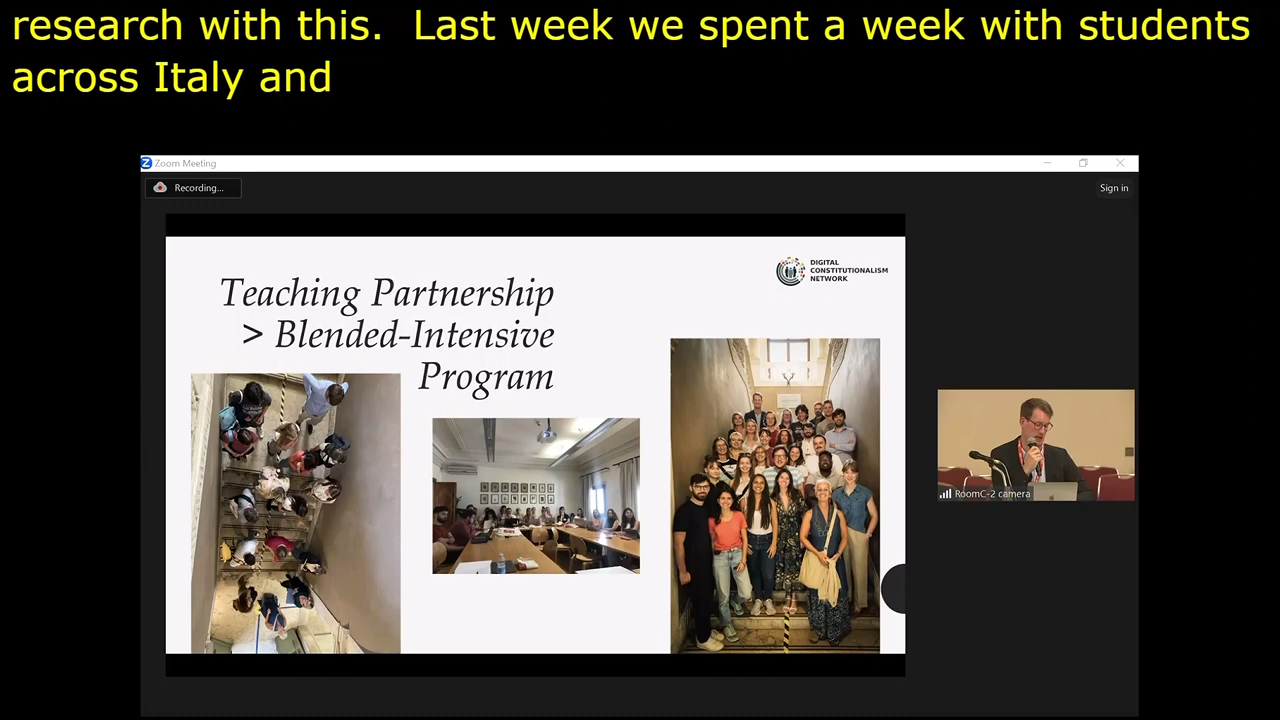 research with this.  Last week we spent a week with students
across Italy and
Zoom Meeting
Recording...
Sign in
Teaching Partnership
> Blended-Intensive
Program
DIGITAL
CONSTITUTIONALISM
NETWORK
RoomC-2 camera